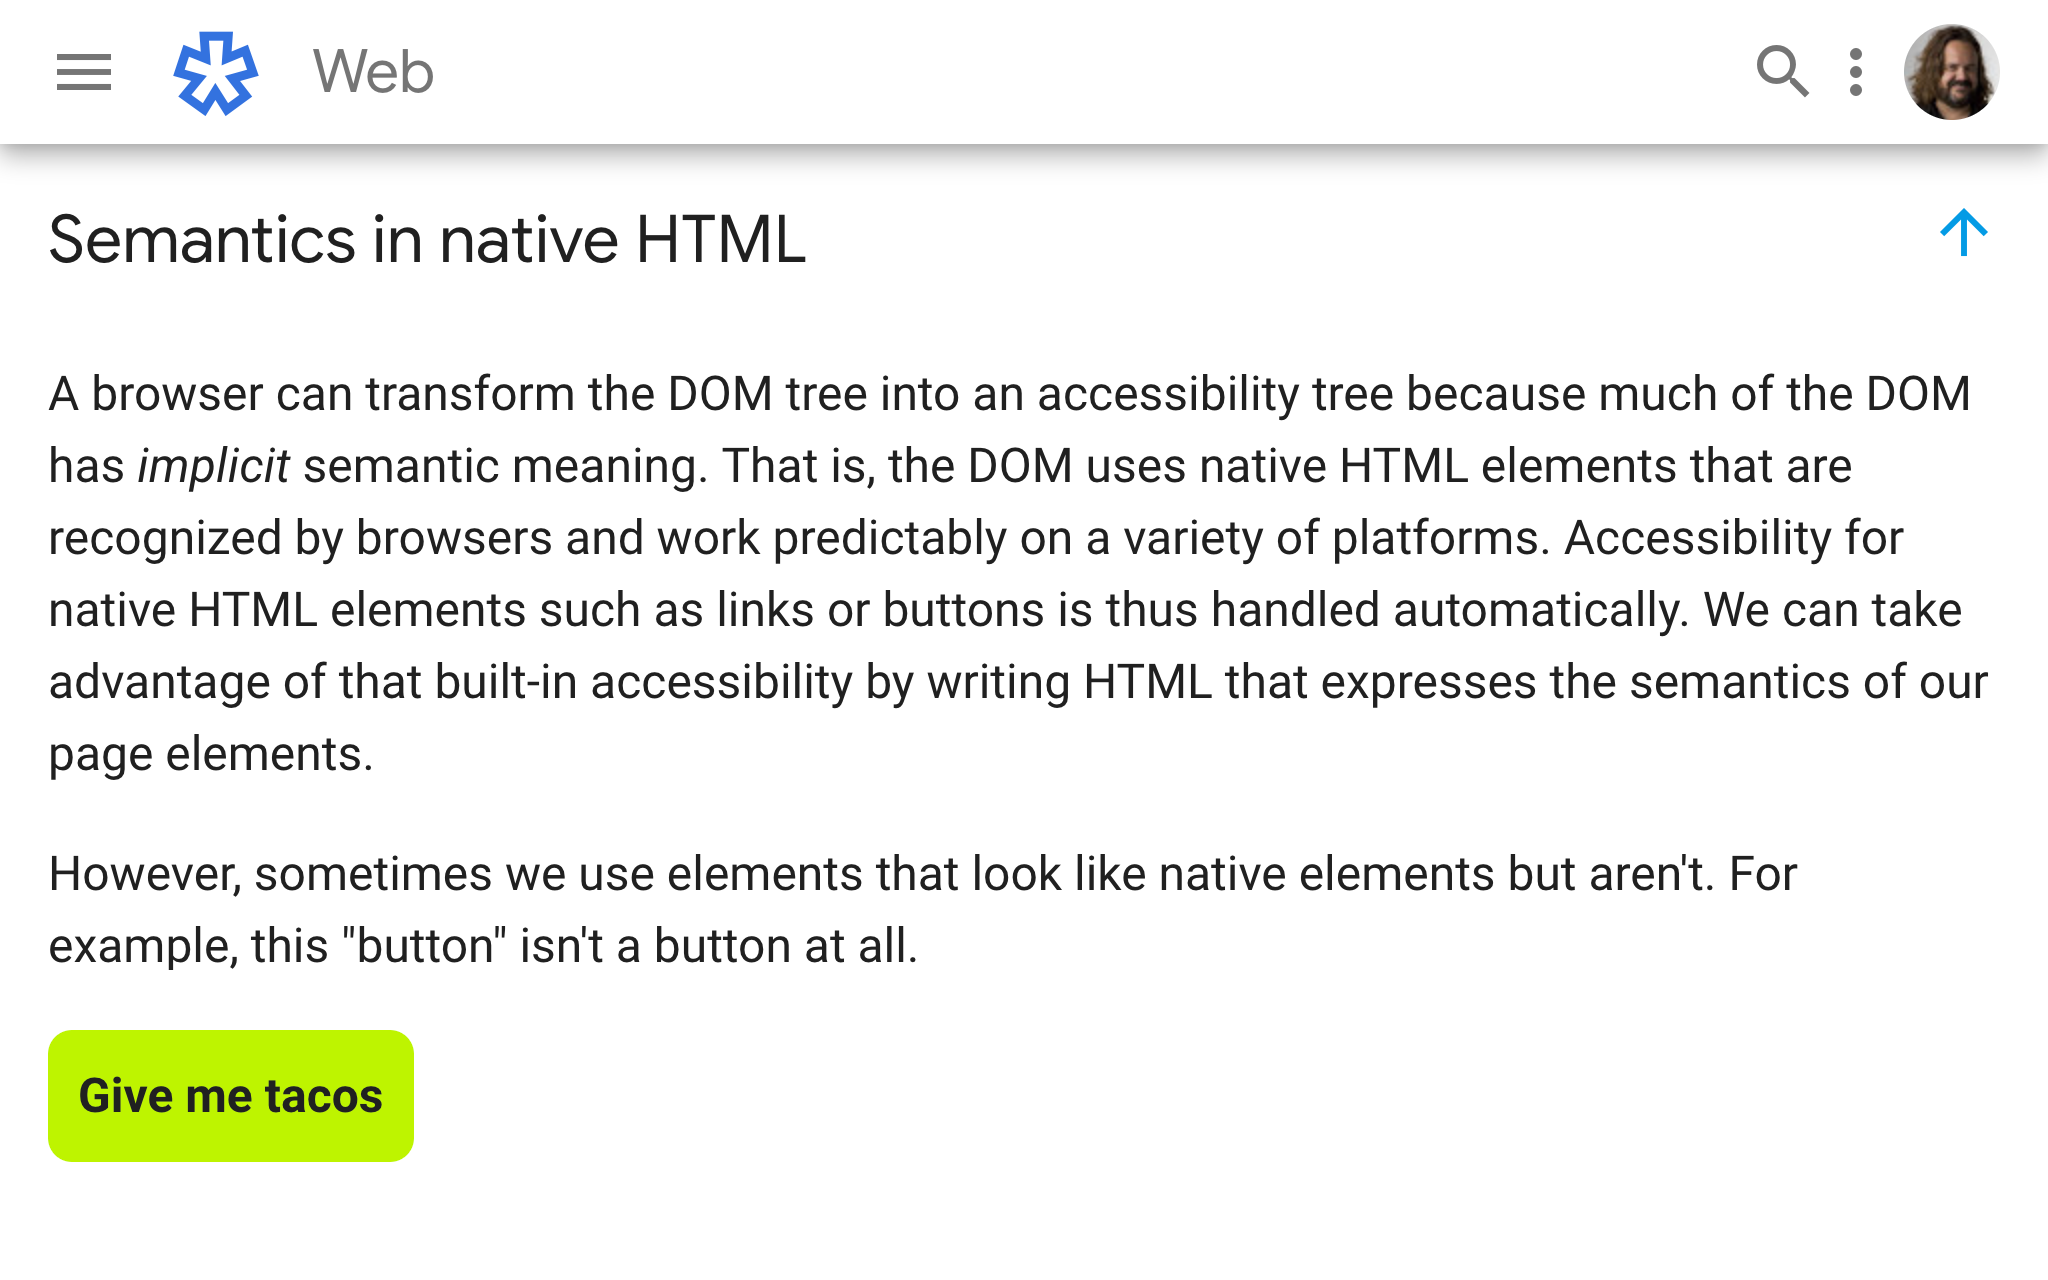 Web
Semantics in native HTML
A browser can transform the DOM tree into an accessibility tree because much of the DOM
has implicit semantic meaning. That is, the DOM uses native HTML elements that are
recognized by browsers and work predictably on a variety of platforms. Accessibility for
native HTML elements such as links or buttons is thus handled automatically. We can take
advantage of that built-in accessibility by writing HTML that expresses the semantics of our
page elements.
However, sometimes we use elements that look like native elements but aren't. For
example, this "button" isn't a button at all.
Give me tacos